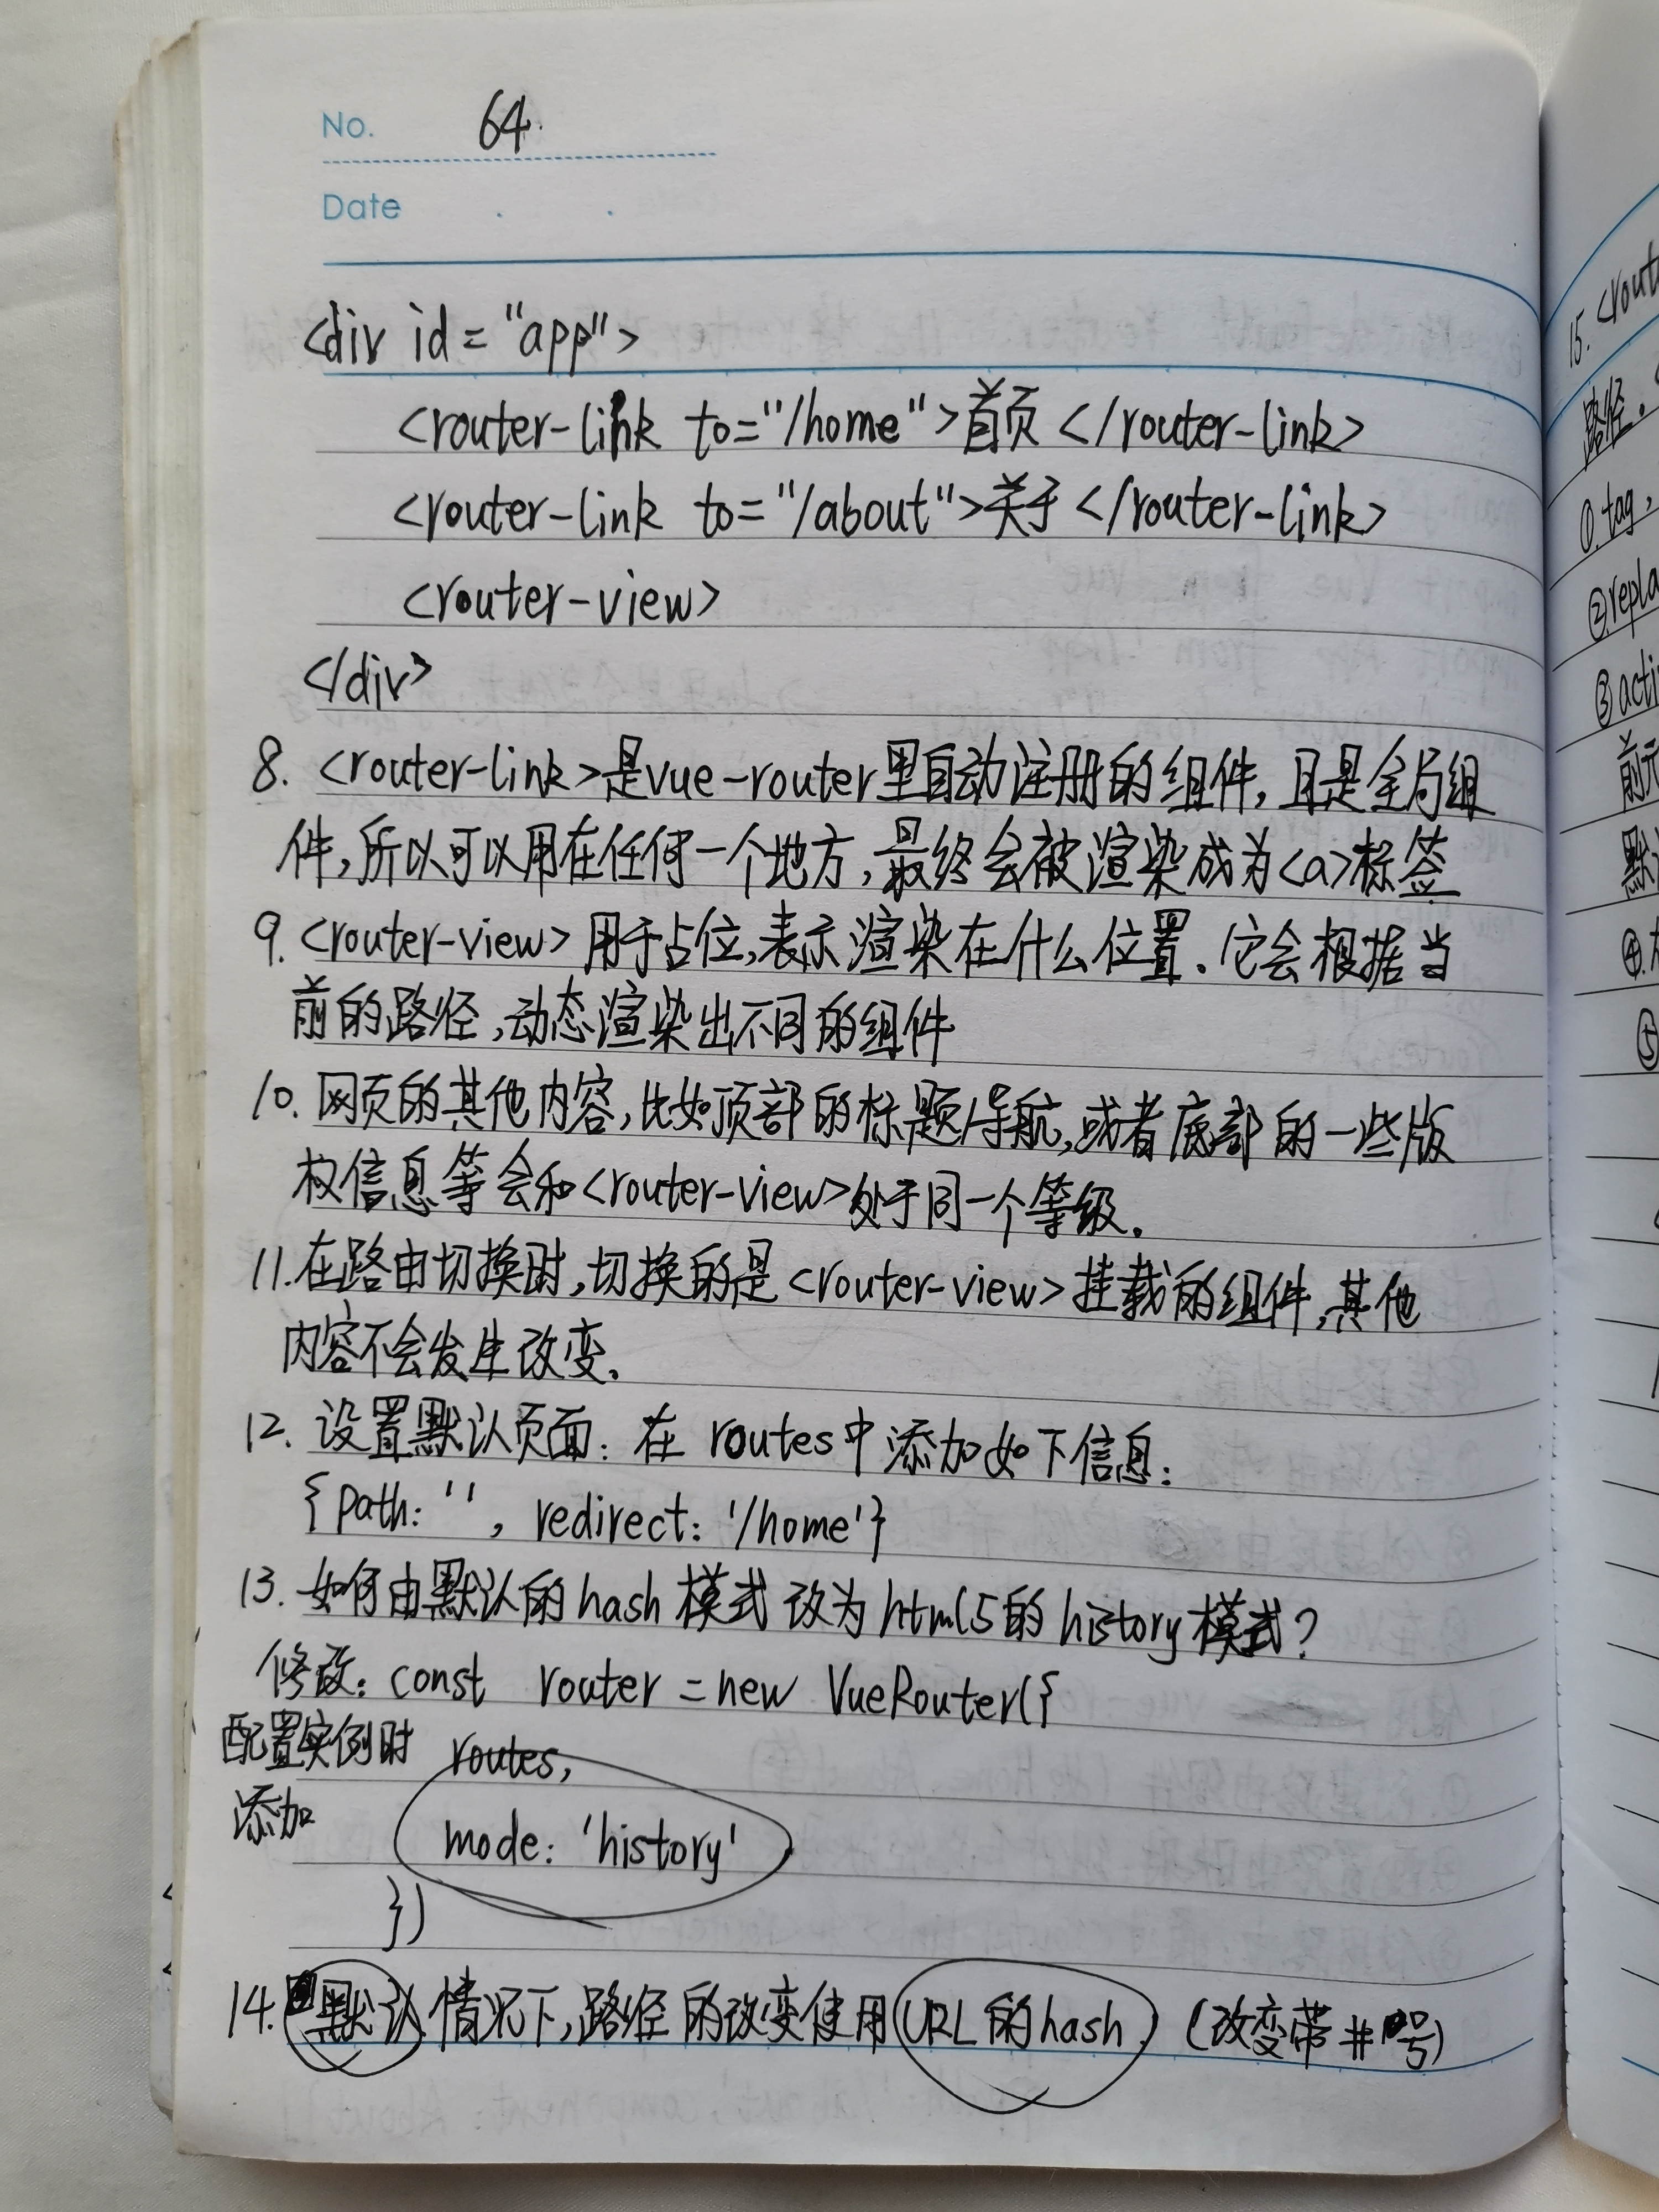 No. 64.
Date . .
<div id = "app">
<router-link to="/home">首页</router-link>
<router-link to="/about">关于</router-link>
<router-view>
</div>
8. <router-link>是vue-router里自动注册的组件,且是全局组
件,所以可以用在任何一个地方,最终会被渲染成为<a>标签
9. <router-view>用于占位,表示渲染在什么位置.它会根据当
前的路径,动态渲染出不同的组件
10. 网页的其他内容,比如顶部的标题/导航,或者底部的一些版
权信息等会和<router-view>处于同一个等级.
11.在路由切换时,切换的是<router-view>挂载的组件,其他
内容不会发生改变.
12. 设置默认页面:在routes中添加如下信息:
{path: '', redirect: '/home'}
13. 如何由默认的hash模式改为html5的history模式?
修改: const router = new VueRouter({
配置实例时 routes,
添加 mode: 'history'
})
14.默认情况下,路径的改变使用URL的hash.(改变带#号)
15. <rout
路径.
① tag,
② repla
③ acti
前
默
④
⑤